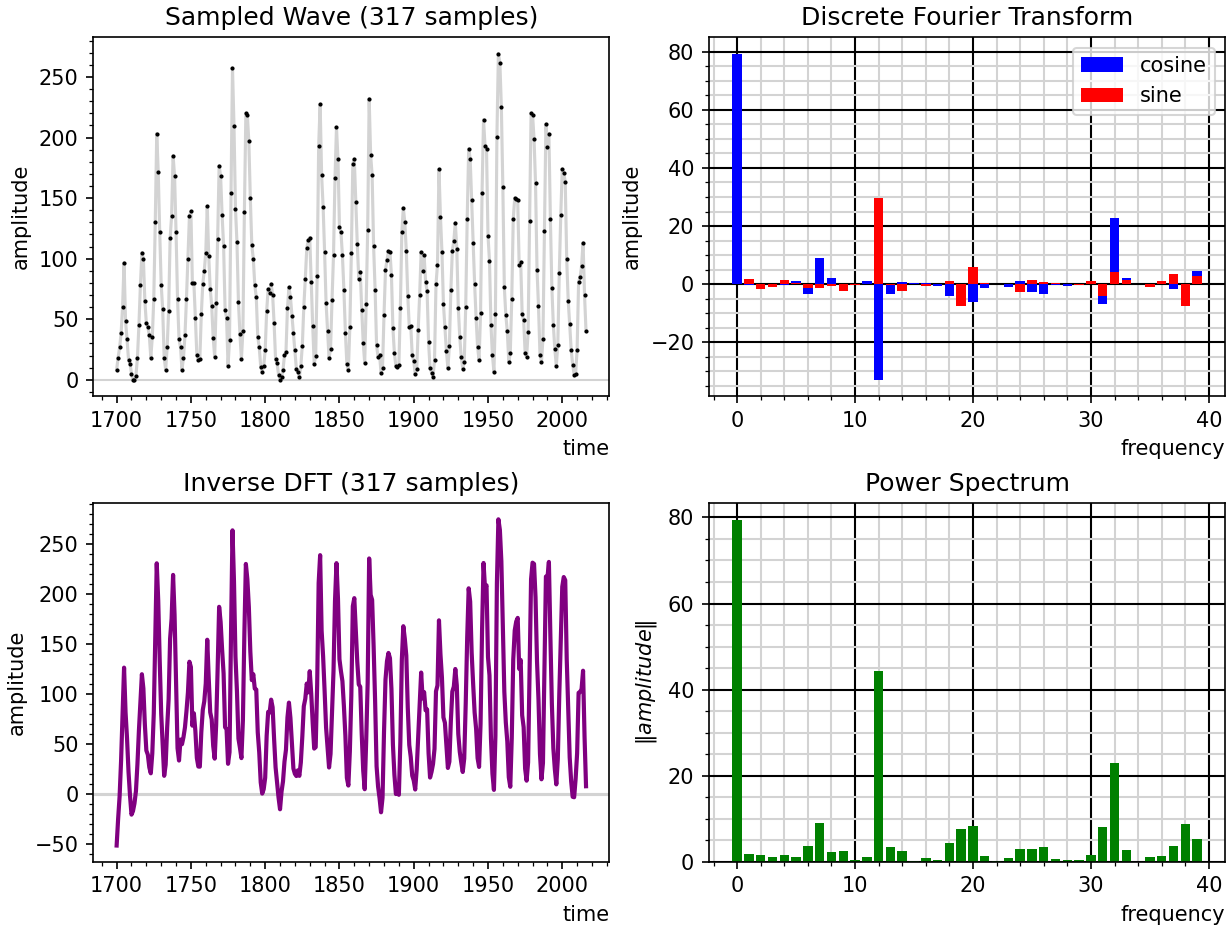 Sampled Wave (317 samples)
amplitude
250
200
150
100
50
0
1700 1750 1800 1850 1900 1950 2000
time
Discrete Fourier Transform
amplitude
80
60
40
20
0
−20
cosine
sine
0 10 20 30 40
frequency
Inverse DFT (317 samples)
amplitude
250
200
150
100
50
0
−50
1700 1750 1800 1850 1900 1950 2000
time
Power Spectrum
‖amplitude‖
80
60
40
20
0
0 10 20 30 40
frequency